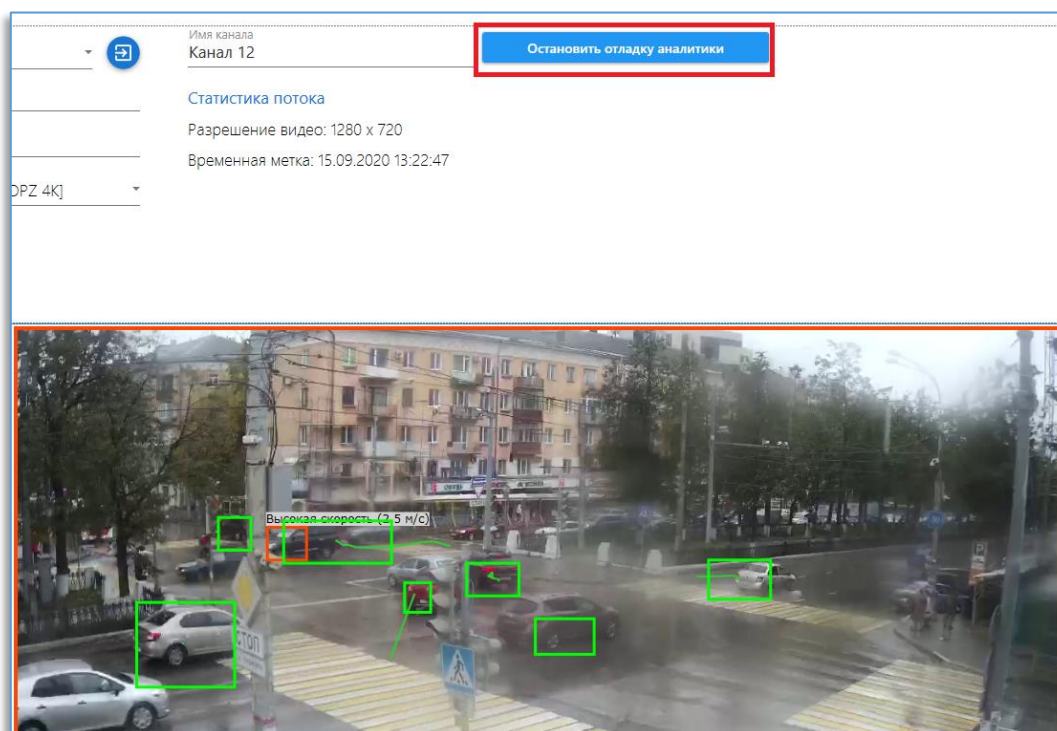 Имя канала
Канал 12
Остановить отладку аналитики
Статистика потока
Разрешение видео: 1280 x 720
Временная метка: 15.09.2020 13:22:47
DPZ 4K]
Высокая скорость (2,5 м/с)
СТОП